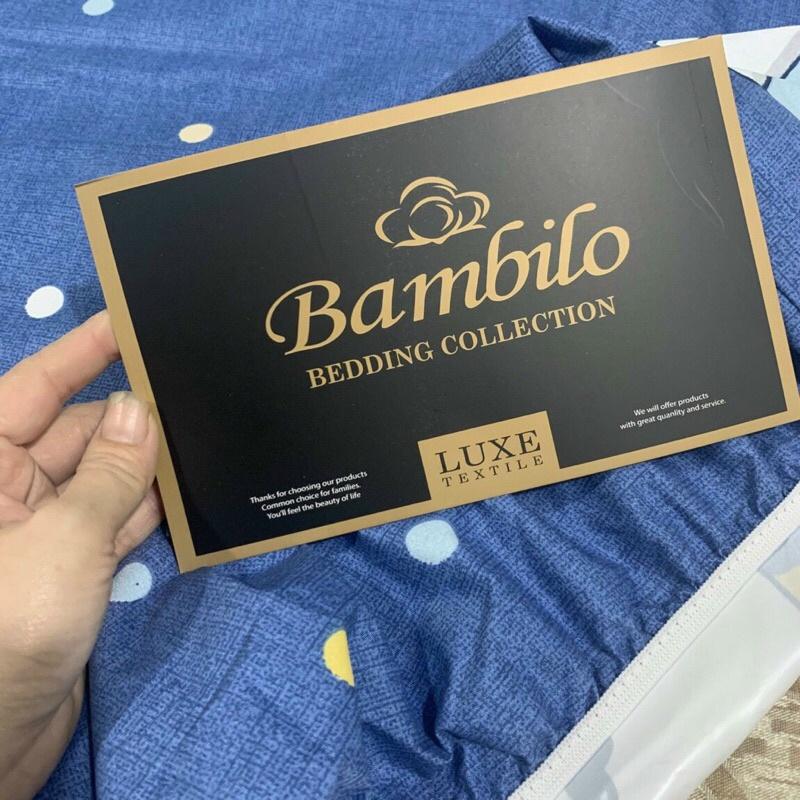 Bambilo
BEDDING COLLECTION
LUXE
TEXTILE
Thanks for choosing our products
Common choice for families.
You'll feel the beauty of life
We will offer products
with great quanlity and service.